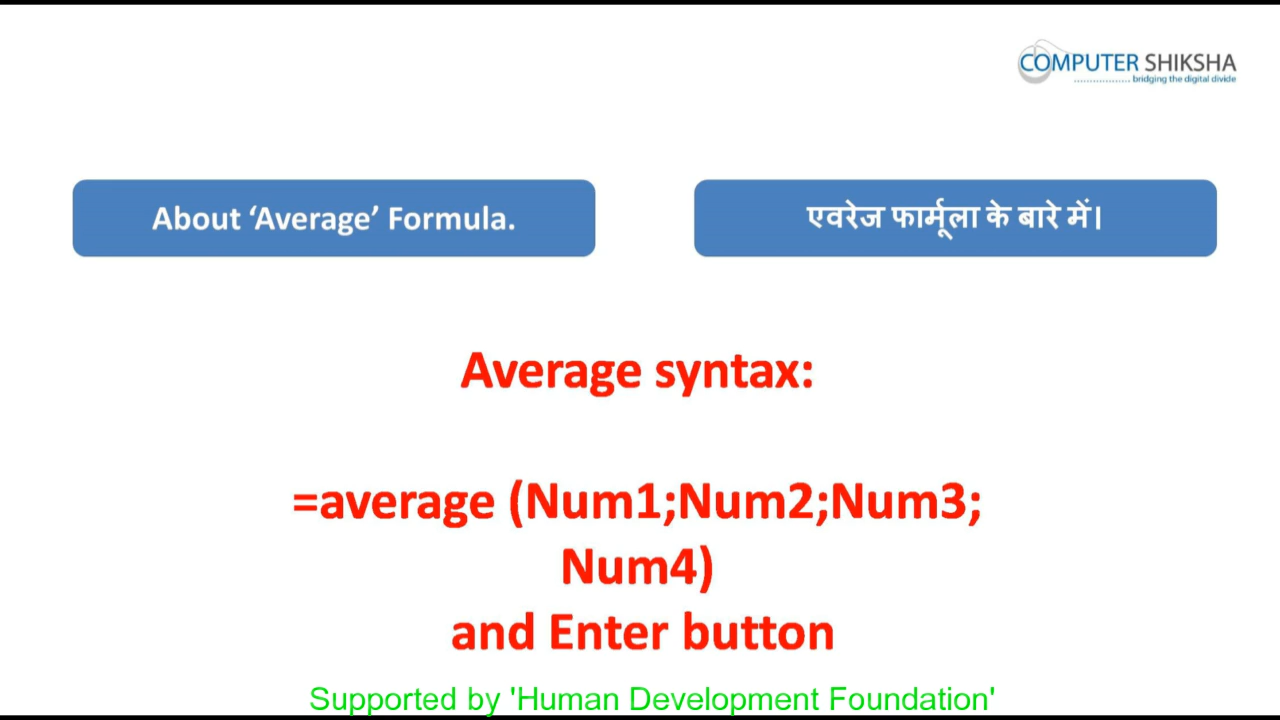 COMPUTER SHIKSHA
.................. bridging the digital divide
About ‘Average’ Formula.
एवरेज फार्मूला के बारे में।
Average syntax:
=average (Num1;Num2;Num3;
Num4)
and Enter button
Supported by 'Human Development Foundation'